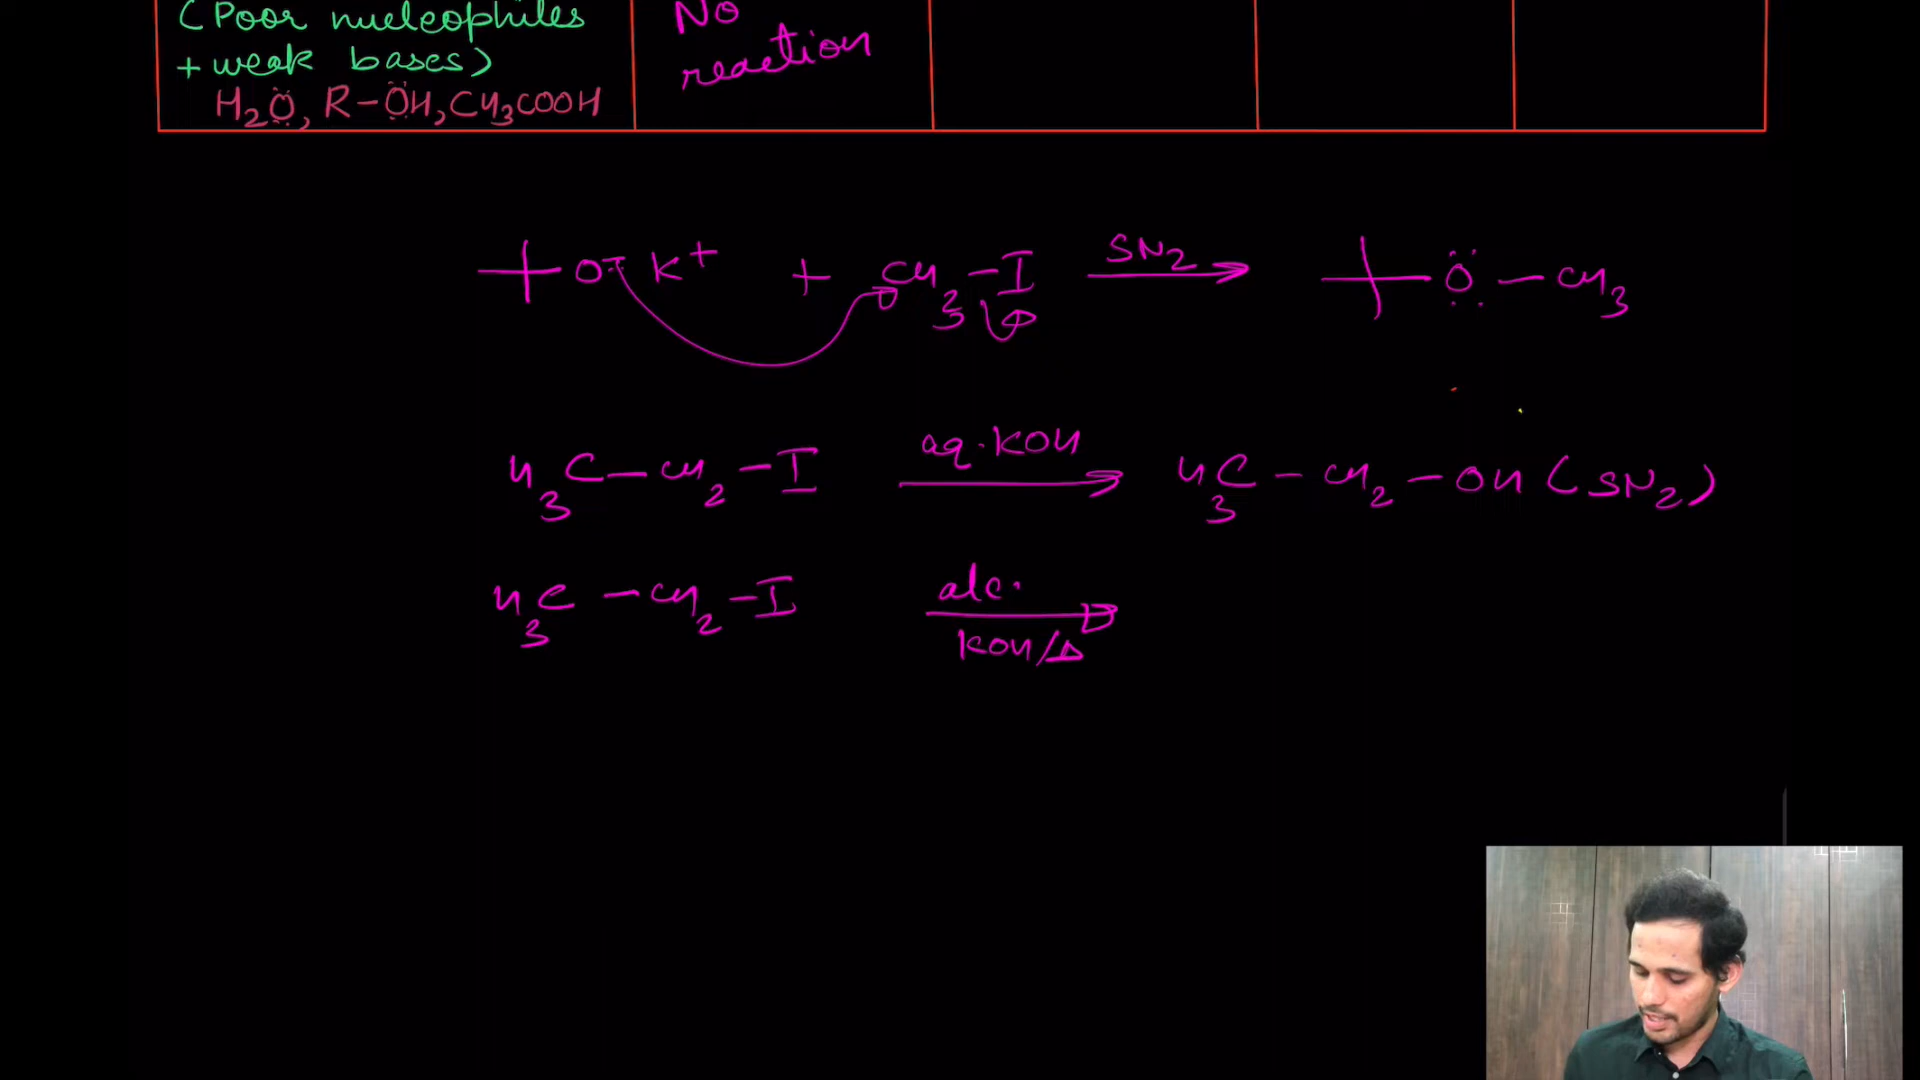 (Poor nucleophiles
+ weak bases)
H₂Ö, R-ÖH, CH₃COOH
No
reaction
O⁻ K⁺ + CH₃-I SN2 Ö-CH₃
H₃C-CH₂-I aq.KOH H₃C-CH₂-OH (SN2)
H₃C-CH₂-I alc.
KOH/Δ